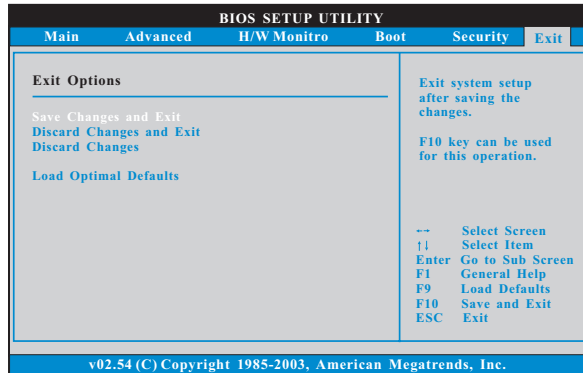 BIOS SETUP UTILITY
Main Advanced H/W Monitro Boot Security Exit
Exit Options
Save Changes and Exit
Discard Changes and Exit
Discard Changes
Load Optimal Defaults
Exit system setup
after saving the
changes.
F10 key can be used
for this operation.
←→ Select Screen
↑↓ Select Item
Enter Go to Sub Screen
F1 General Help
F9 Load Defaults
F10 Save and Exit
ESC Exit
v02.54 (C) Copyright 1985-2003, American Megatrends, Inc.